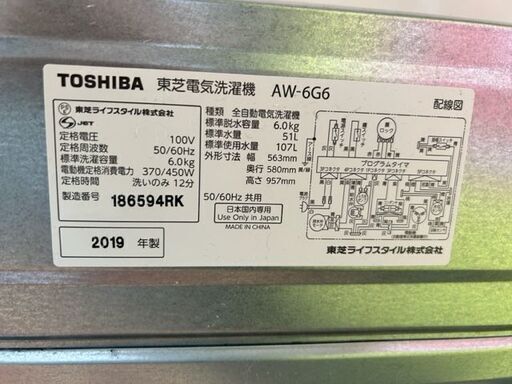 TOSHIBA 東芝電気洗濯機 AW-6G6
配線図
東芝ライフスタイル株式会社
JET
定格電圧 100V
定格周波数 50/60Hz
標準洗濯容量 6.0kg
電動機定格消費電力 370/450W
洗いのみ 12分
製造番号 186594RK
2019 年製
種類 全自動電気洗濯機
標準脱水容量 6.0kg
標準水量 51L
標準使用水量 107L
外形寸法 幅 563mm
奥行 580mm
高さ 957mm
50/60Hz 共用
日本国内専用
Use Only in Japan
MADE IN CHINA
ロック
プログラムタイマ
東芝ライフスタイル株式会社